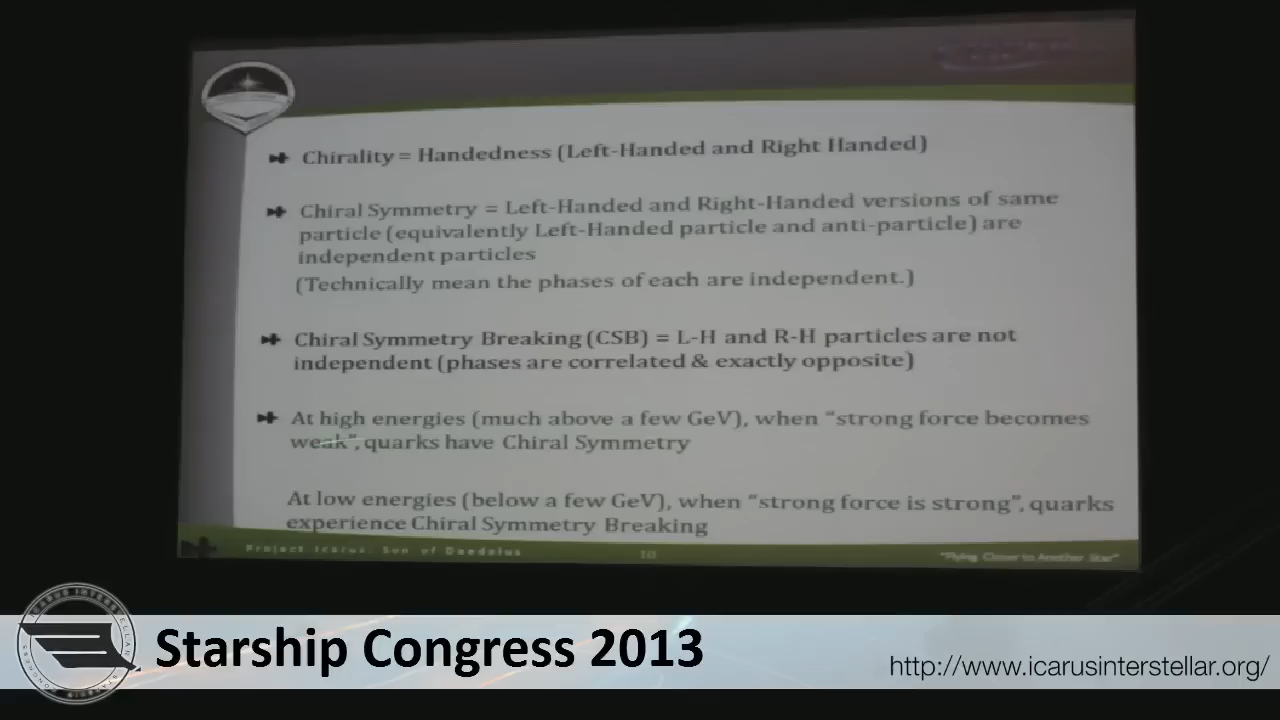 Chirality = Handedness (Left-Handed and Right Handed)
Chiral Symmetry = Left-Handed and Right-Handed versions of same
particle (equivalently Left-Handed particle and anti-particle) are
independent particles
(Technically mean the phases of each are independent.)
Chiral Symmetry Breaking (CSB) = L-H and R-H particles are not
independent (phases are correlated & exactly opposite)
At high energies (much above a few GeV), when "strong force becomes
weak", quarks have Chiral Symmetry
At low energies (below a few GeV), when "strong force is strong", quarks
experience Chiral Symmetry Breaking
Project Icarus: Son of Daedalus
10
"Flying Closer to Another Star"
ICARUS INTERSTELLAR
STARSHIP CONGRESS
Starship Congress 2013
http://www.icarusinterstellar.org/